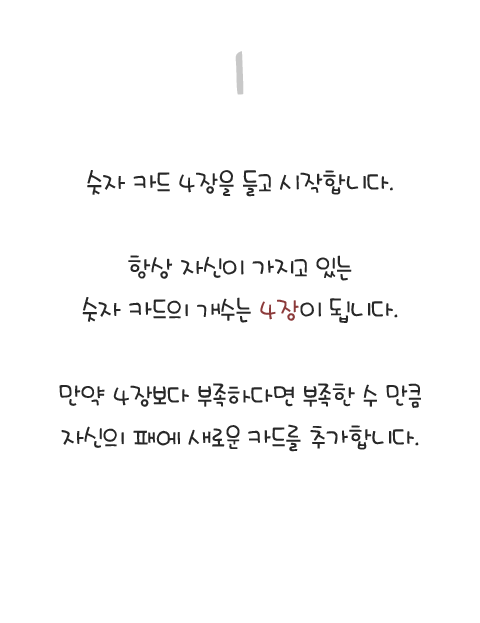 1
숫자 카드 4장을 들고 시작합니다.
항상 자신이 가지고 있는
숫자 카드의 개수는 4장이 됩니다.
만약 4장보다 부족하다면 부족한 수 만큼
자신의 패에 새로운 카드를 추가합니다.